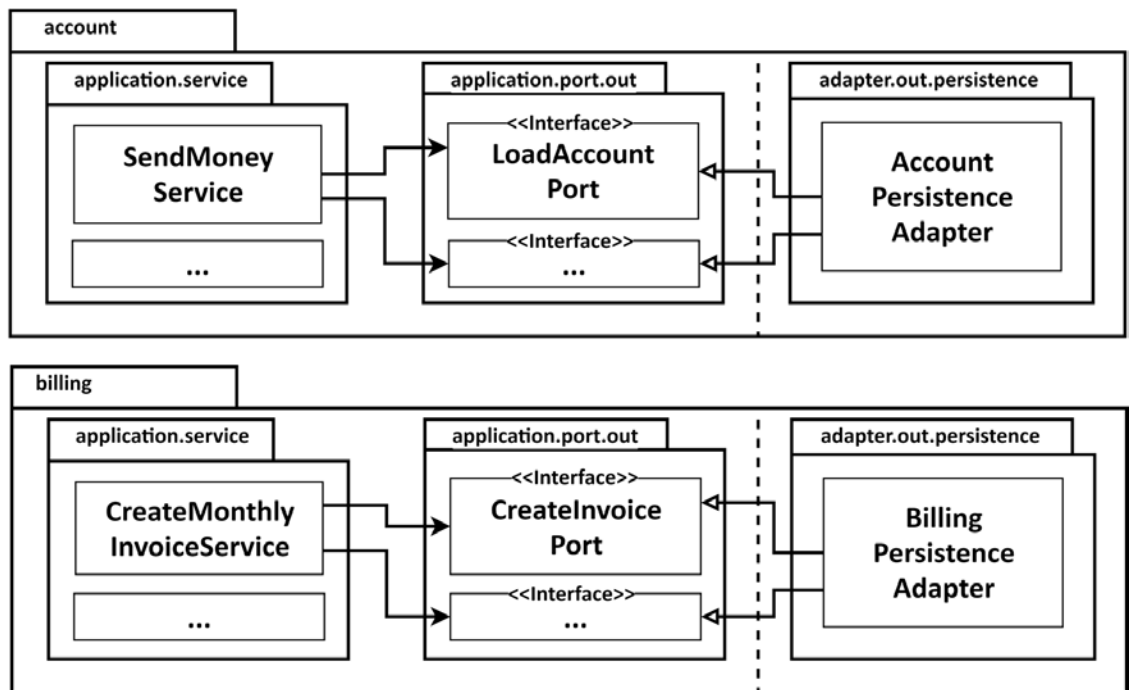 account
application.service
application.port.out
adapter.out.persistence
SendMoney
Service
...
<<Interface>>
LoadAccount
Port
<<Interface>>
...
Account
Persistence
Adapter
billing
application.service
application.port.out
adapter.out.persistence
CreateMonthly
InvoiceService
...
<<Interface>>
CreateInvoice
Port
<<Interface>>
...
Billing
Persistence
Adapter